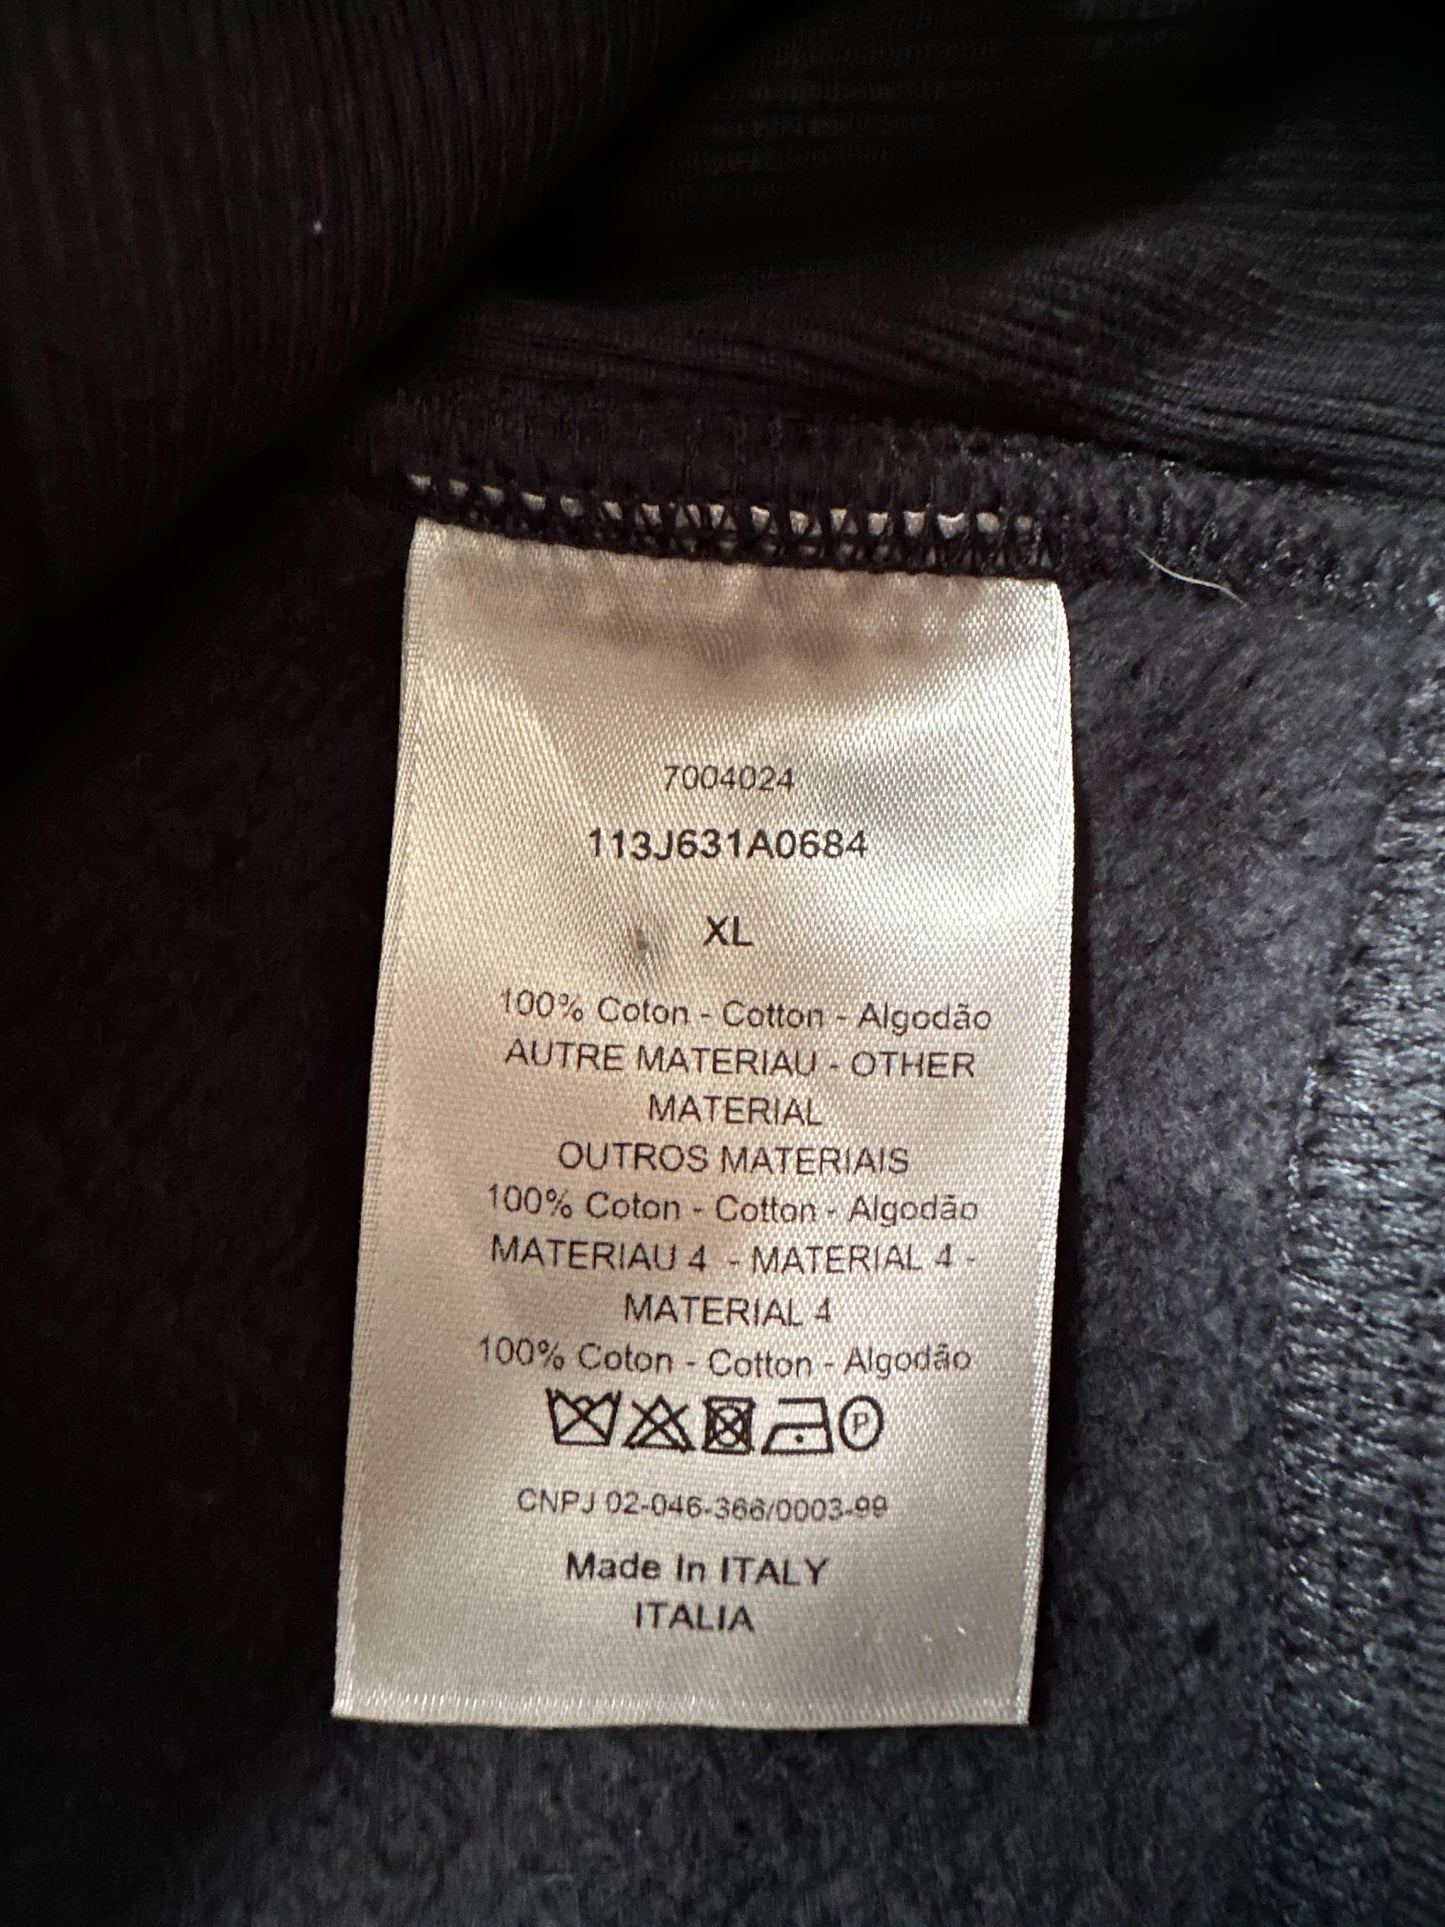 7004024
113J631A0684
XL
100% Coton - Cotton - Algodão
AUTRE MATERIAU - OTHER
MATERIAL
OUTROS MATERIAIS
100% Coton - Cotton - Algodão
MATERIAU 4 - MATERIAL 4 -
MATERIAL 4
100% Coton - Cotton - Algodão
P
CNPJ 02-046-366/0003-99
Made In ITALY
ITALIA